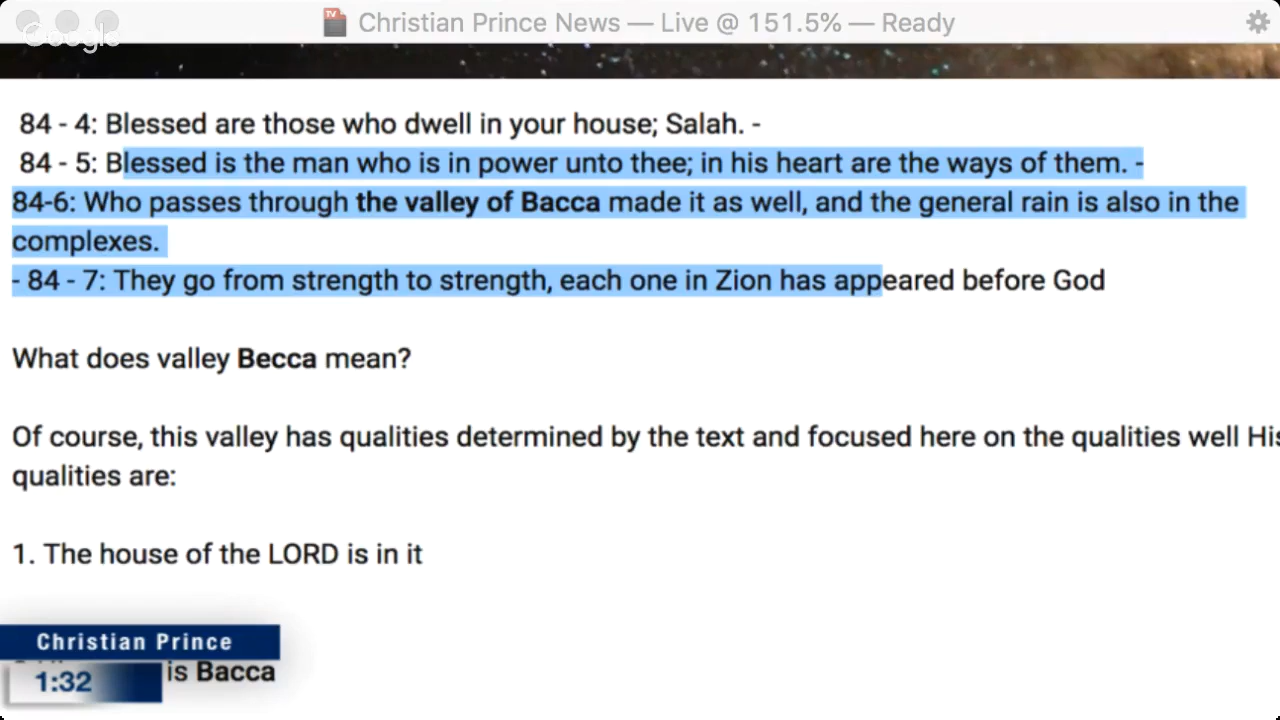 Christian Prince News — Live @ 151.5% — Ready
Google
84 - 4: Blessed are those who dwell in your house; Salah. -
84 - 5: Blessed is the man who is in power unto thee; in his heart are the ways of them. -
84-6: Who passes through the valley of Bacca made it as well, and the general rain is also in the
complexes.
- 84 - 7: They go from strength to strength, each one in Zion has appeared before God
What does valley Becca mean?
Of course, this valley has qualities determined by the text and focused here on the qualities well His
qualities are:
1. The house of the LORD is in it
Christian Prince
is Bacca
1:32